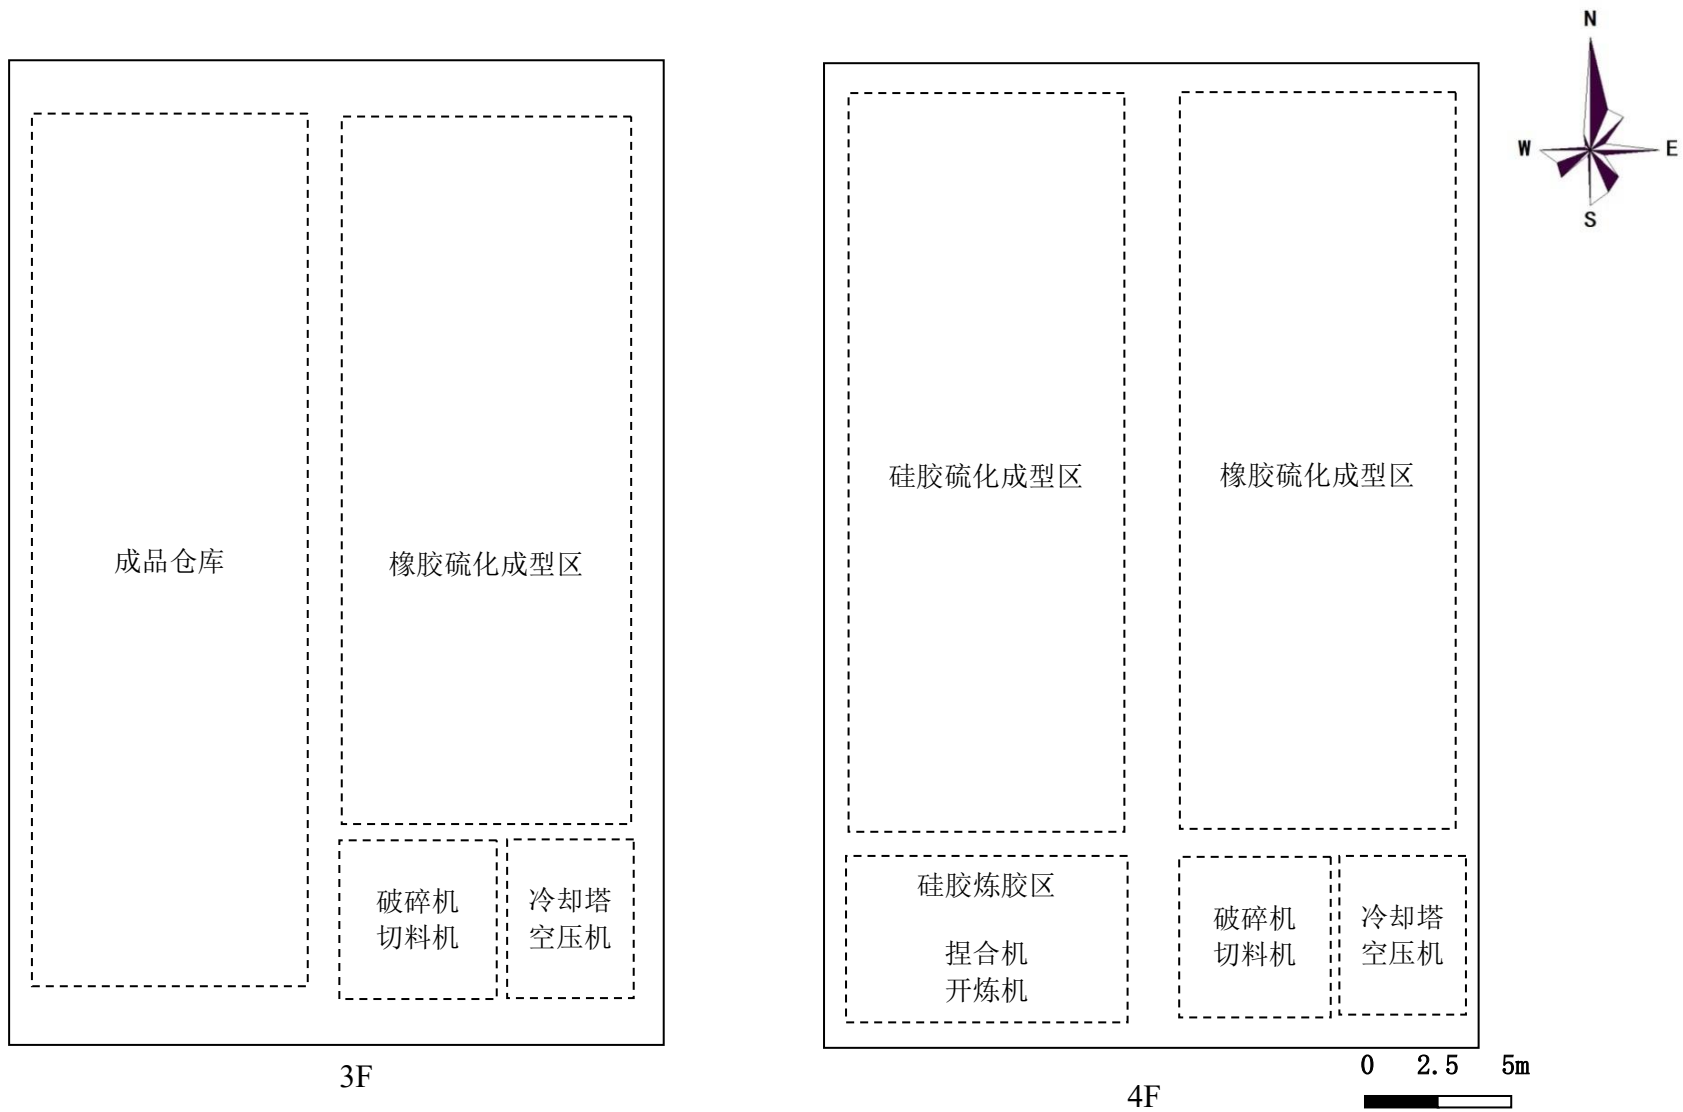 N
W
E
S
成品仓库
橡胶硫化成型区
破碎机
切料机
冷却塔
空压机
3F
硅胶硫化成型区
橡胶硫化成型区
硅胶炼胶区
捏合机
开炼机
破碎机
切料机
冷却塔
空压机
4F
0 2.5 5m